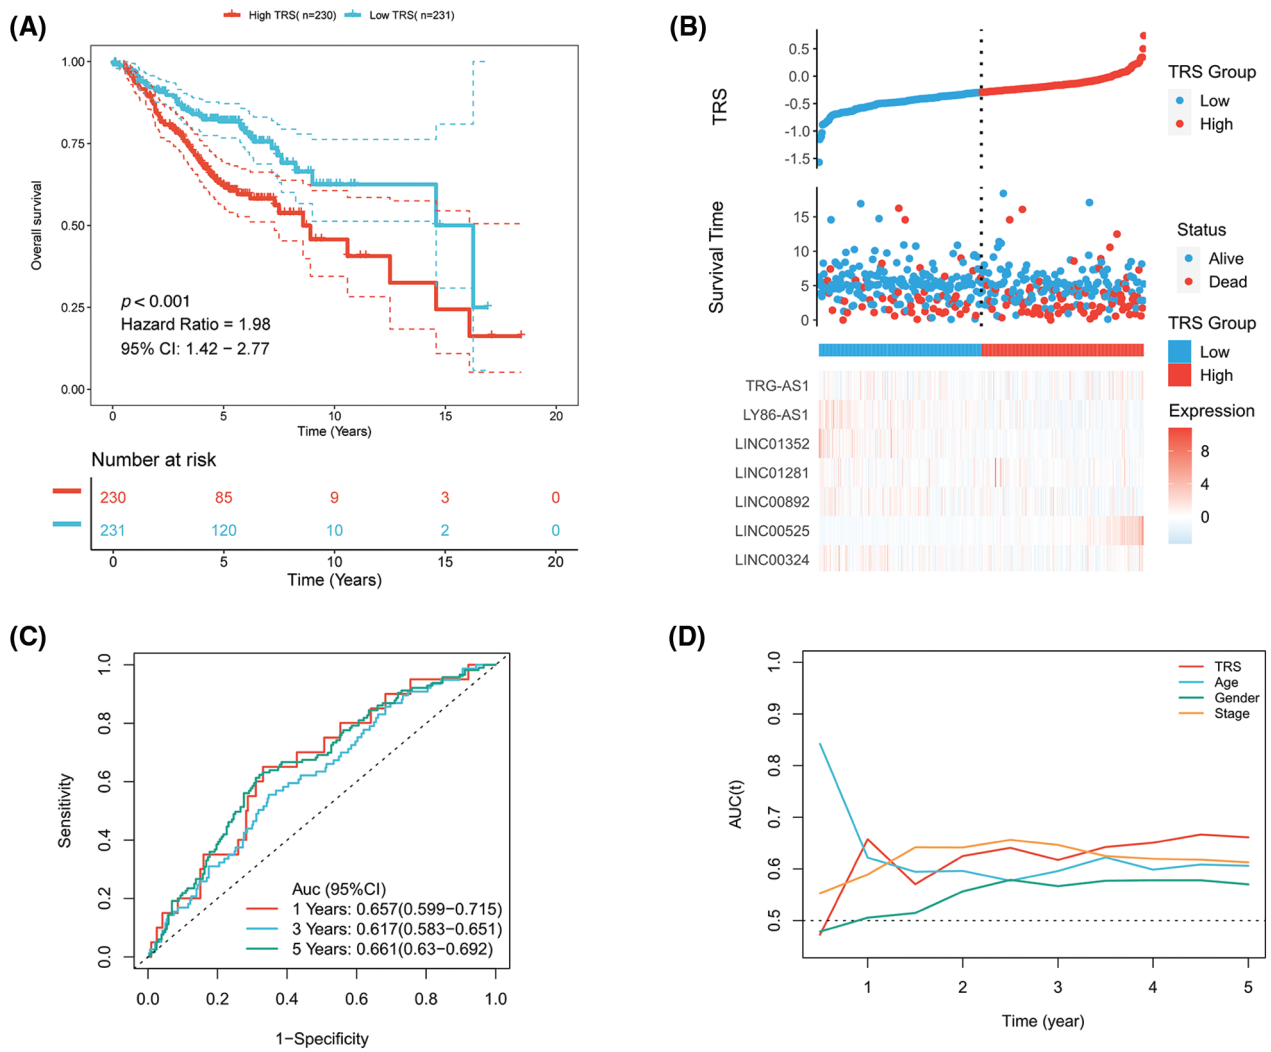 (A)
High TRS( n=230) Low TRS( n=231)
1.00
0.75
0.50
0.25
0.00
Overall survival
p < 0.001
Hazard Ratio = 1.98
95% CI: 1.42 − 2.77
0 5 10 15 20
Time (Years)
Number at risk
230 85 9 3 0
231 120 10 2 0
0 5 10 15 20
Time (Years)
(B)
TRS
0.5
0.0
-0.5
-1.0
-1.5
TRS Group
Low
High
Survival Time
15
10
5
0
Status
Alive
Dead
TRS Group
Low
High
TRG-AS1
LY86-AS1
LINC01352
LINC01281
LINC00892
LINC00525
LINC00324
Expression
8
4
0
(C)
Sensitivity
1.0
0.8
0.6
0.4
0.2
0.0
Auc (95%CI)
1 Years: 0.657(0.599−0.715)
3 Years: 0.617(0.583−0.651)
5 Years: 0.661(0.63−0.692)
0.0 0.2 0.4 0.6 0.8 1.0
1−Specificity
(D)
AUC(t)
1.0
0.9
0.8
0.7
0.6
0.5
TRS
Age
Gender
Stage
1 2 3 4 5
Time (year)